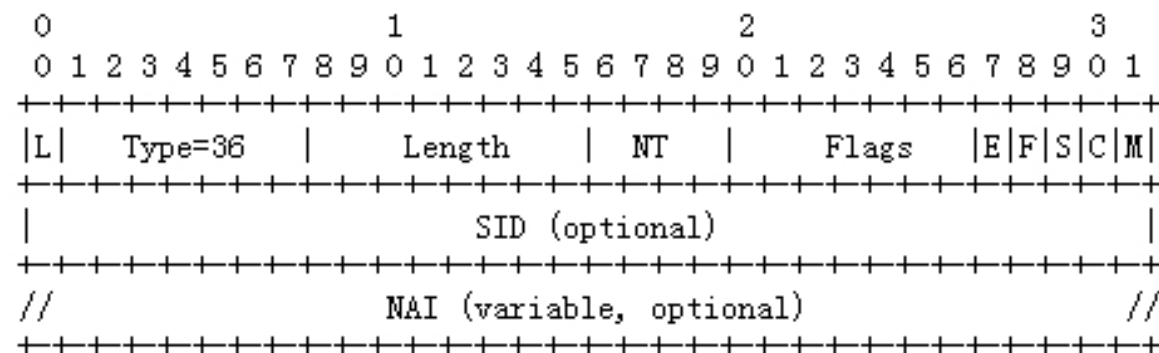 0                   1                   2                   3
0 1 2 3 4 5 6 7 8 9 0 1 2 3 4 5 6 7 8 9 0 1 2 3 4 5 6 7 8 9 0 1
+-+-+-+-+-+-+-+-+-+-+-+-+-+-+-+-+-+-+-+-+-+-+-+-+-+-+-+-+-+-+-+-+
|L|   Type=36   |     Length    |  NT   |     Flags     |E|F|S|C|M|
+-+-+-+-+-+-+-+-+-+-+-+-+-+-+-+-+-+-+-+-+-+-+-+-+-+-+-+-+-+-+-+-+
|                         SID (optional)                        |
+-+-+-+-+-+-+-+-+-+-+-+-+-+-+-+-+-+-+-+-+-+-+-+-+-+-+-+-+-+-+-+-+
//                   NAI (variable, optional)                  //
+-+-+-+-+-+-+-+-+-+-+-+-+-+-+-+-+-+-+-+-+-+-+-+-+-+-+-+-+-+-+-+-+